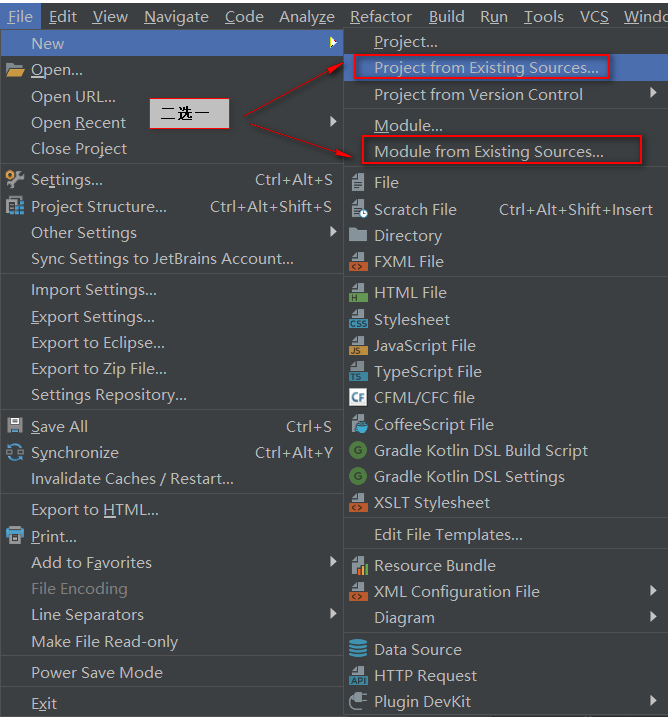 File Edit View Navigate Code Analyze Refactor Build Run Tools VCS Windo
New
Open...
Open URL...
Open Recent
Close Project
Settings... Ctrl+Alt+S
Project Structure... Ctrl+Alt+Shift+S
Other Settings
Sync Settings to JetBrains Account...
Import Settings...
Export Settings...
Export to Eclipse...
Export to Zip File...
Settings Repository...
Save All Ctrl+S
Synchronize Ctrl+Alt+Y
Invalidate Caches / Restart...
Export to HTML...
Print...
Add to Favorites
File Encoding
Line Separators
Make File Read-only
Power Save Mode
Exit
二选一
Project...
Project from Existing Sources...
Project from Version Control
Module...
Module from Existing Sources...
File
Scratch File Ctrl+Alt+Shift+Insert
Directory
FXML File
HTML File
Stylesheet
JavaScript File
TypeScript File
CFML/CFC file
CoffeeScript File
Gradle Kotlin DSL Build Script
Gradle Kotlin DSL Settings
XSLT Stylesheet
Edit File Templates...
Resource Bundle
XML Configuration File
Diagram
Data Source
HTTP Request
Plugin DevKit